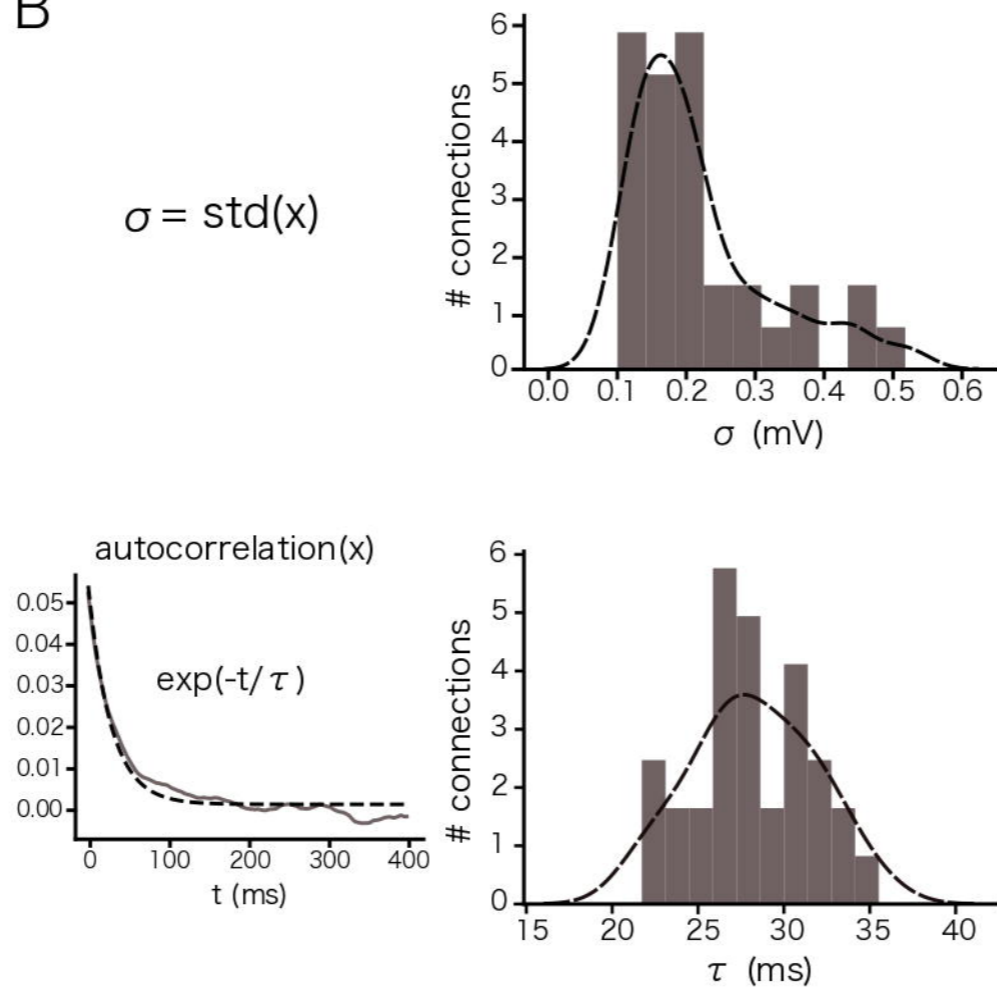 B
σ = std(x)
# connections
6
5
4
3
2
1
0
0.0 0.1 0.2 0.3 0.4 0.5 0.6
σ (mV)
autocorrelation(x)
exp(-t/τ)
0.05
0.04
0.03
0.02
0.01
0.00
0 100 200 300 400
t (ms)
# connections
6
5
4
3
2
1
0
15 20 25 30 35 40
τ (ms)